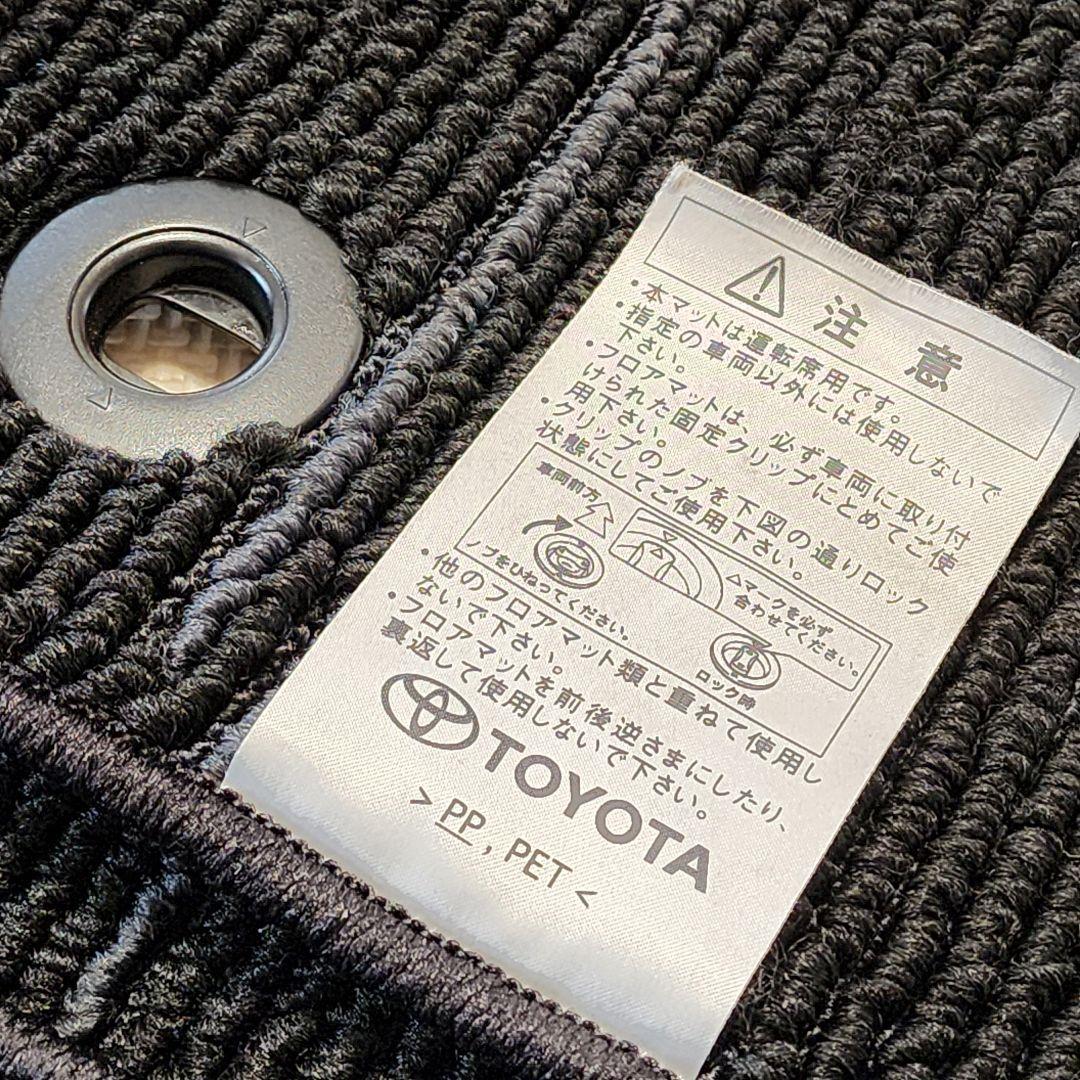 注意
・本マットは運転席用です。
・指定の車両以外には使用しないで
下さい。
・フロアマットは、必ず車両に取り付
けられた固定クリップにとめてご使
用下さい。
・クリップのノブを下図の通りロック
状態にしてご使用下さい。
車両前方
ノブをひねってください。
△マークを必ず
合わせてください。
ロック時
・他のフロアマット類と重ねて使用し
ないで下さい。
・フロアマットを前後逆さまにしたり、
裏返して使用しないで下さい。
TOYOTA
>PP, PET<